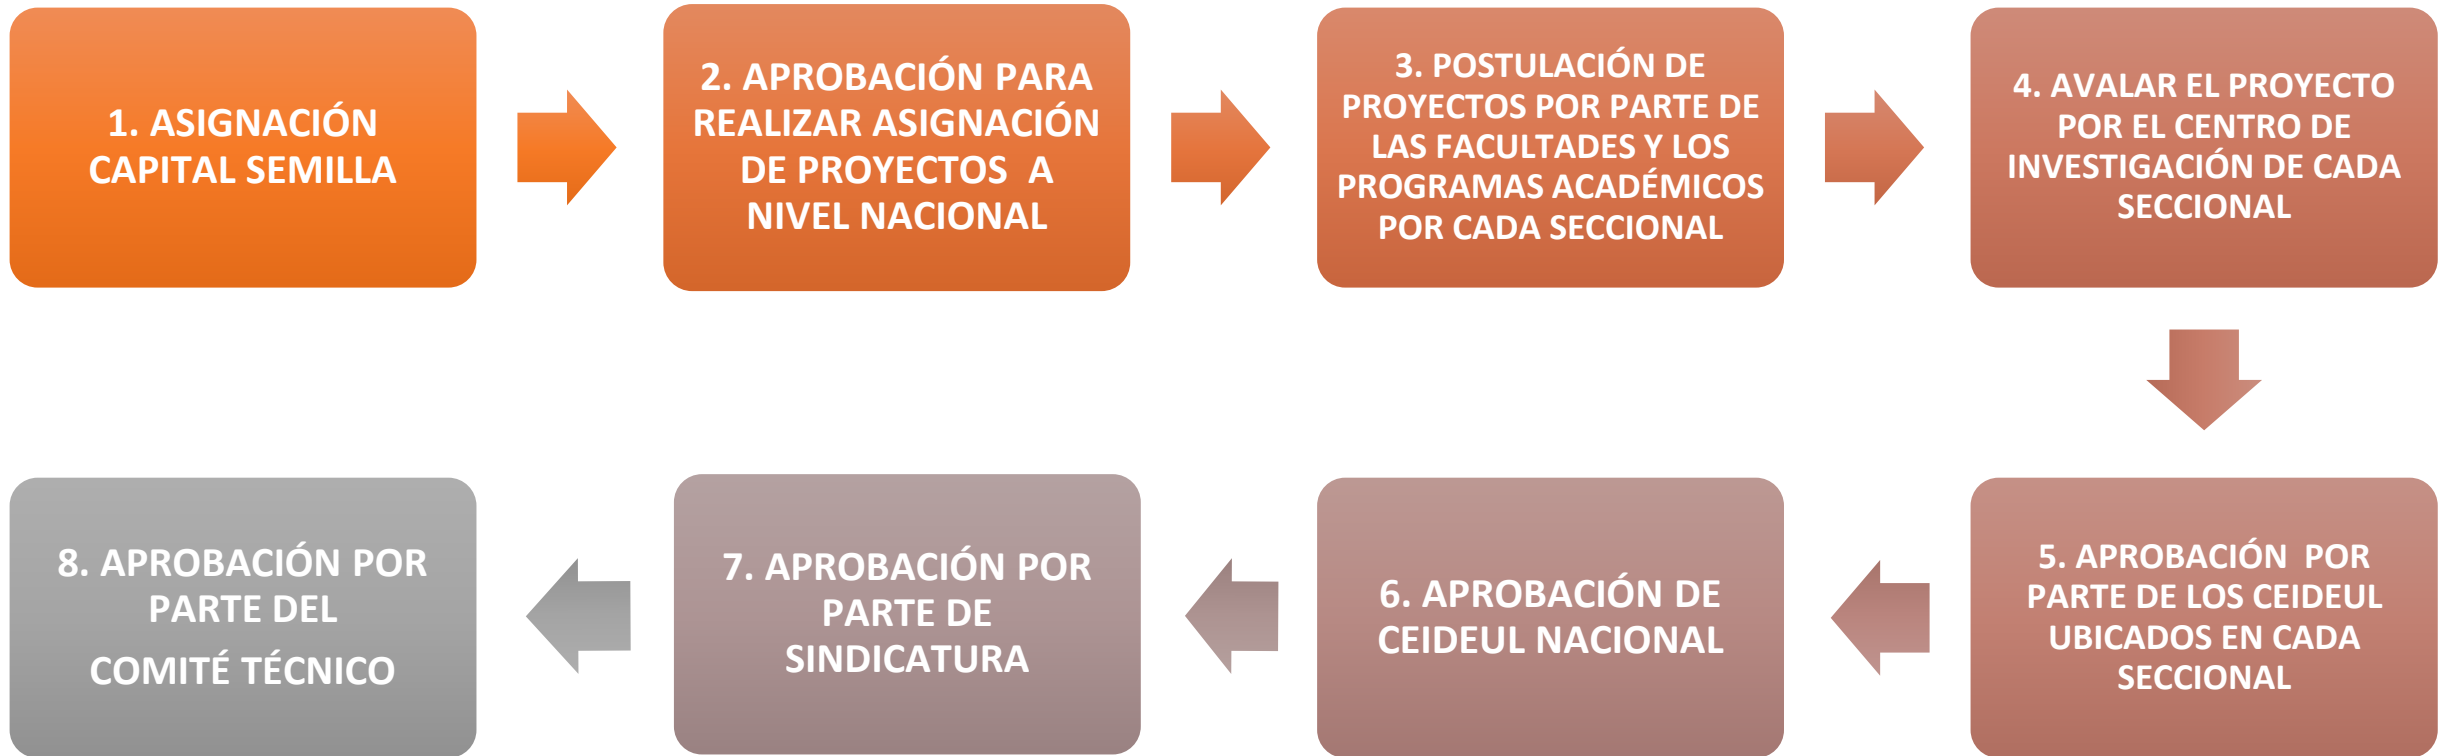 1. ASIGNACIÓN
CAPITAL SEMILLA
2. APROBACIÓN PARA
REALIZAR ASIGNACIÓN
DE PROYECTOS A
NIVEL NACIONAL
3. POSTULACIÓN DE
PROYECTOS POR PARTE DE
LAS FACULTADES Y LOS
PROGRAMAS ACADÉMICOS
POR CADA SECCIONAL
4. AVALAR EL PROYECTO
POR EL CENTRO DE
INVESTIGACIÓN DE CADA
SECCIONAL
5. APROBACIÓN POR
PARTE DE LOS CEIDEUL
UBICADOS EN CADA
SECCIONAL
6. APROBACIÓN DE
CEIDEUL NACIONAL
7. APROBACIÓN POR
PARTE DE
SINDICATURA
8. APROBACIÓN POR
PARTE DEL
COMITÉ TÉCNICO